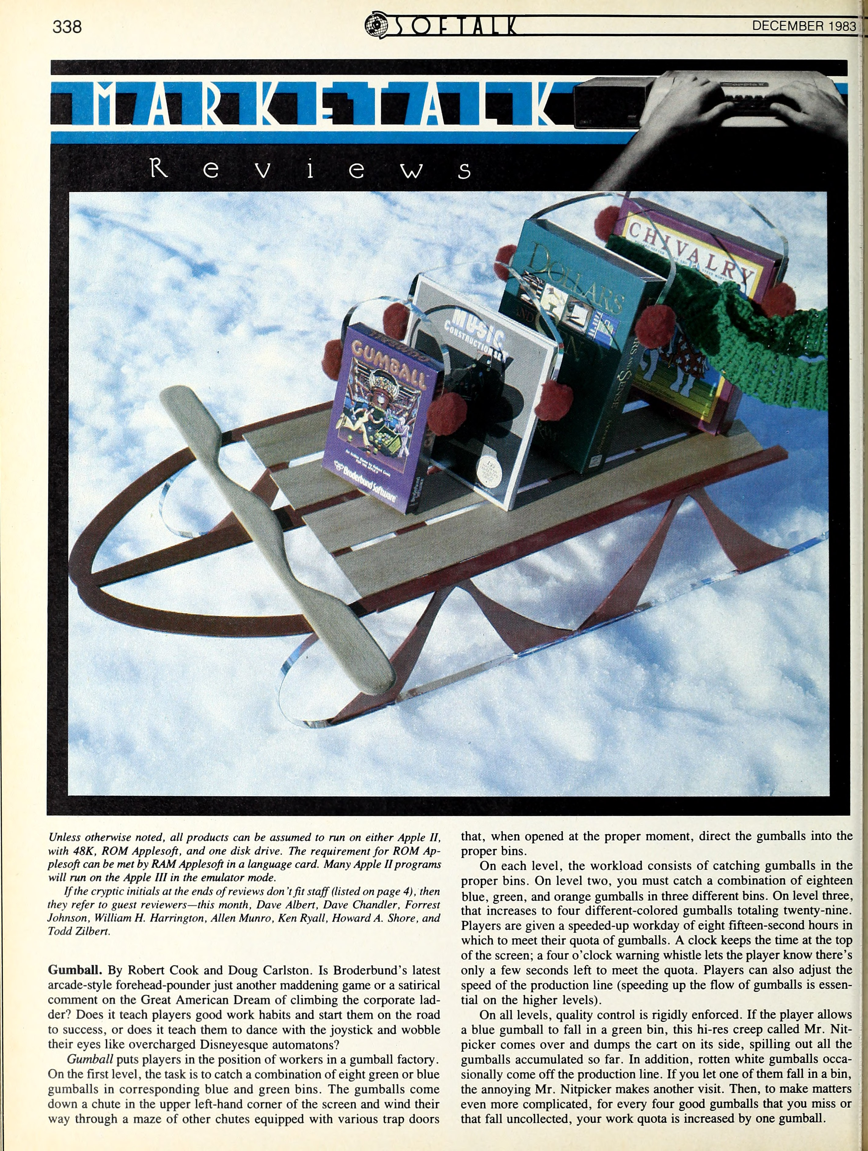 338
SOFTALK
DECEMBER 1983
MARKETALK
Reviews
CHIVALRY
DOLLARS
MUSIC
CONSTRUCTION SET
GUMBALL
Brøderbund Software
Unless otherwise noted, all products can be assumed to run on either Apple II,
with 48K, ROM Applesoft, and one disk drive. The requirement for ROM Ap-
plesoft can be met by RAM Applesoft in a language card. Many Apple II programs
will run on the Apple III in the emulator mode.
If the cryptic initials at the ends of reviews don't fit staff (listed on page 4), then
they refer to guest reviewers—this month, Dave Albert, Dave Chandler, Forrest
Johnson, William H. Harrington, Allen Munro, Ken Ryall, Howard A. Shore, and
Todd Zilbert.
Gumball. By Robert Cook and Doug Carlston. Is Broderbund's latest
arcade-style forehead-pounder just another maddening game or a satirical
comment on the Great American Dream of climbing the corporate lad-
der? Does it teach players good work habits and start them on the road
to success, or does it teach them to dance with the joystick and wobble
their eyes like overcharged Disneyesque automatons?
Gumball puts players in the position of workers in a gumball factory.
On the first level, the task is to catch a combination of eight green or blue
gumballs in corresponding blue and green bins. The gumballs come
down a chute in the upper left-hand corner of the screen and wind their
way through a maze of other chutes equipped with various trap doors
that, when opened at the proper moment, direct the gumballs into the
proper bins.
On each level, the workload consists of catching gumballs in the
proper bins. On level two, you must catch a combination of eighteen
blue, green, and orange gumballs in three different bins. On level three,
that increases to four different-colored gumballs totaling twenty-nine.
Players are given a speeded-up workday of eight fifteen-second hours in
which to meet their quota of gumballs. A clock keeps the time at the top
of the screen; a four o'clock warning whistle lets the player know there's
only a few seconds left to meet the quota. Players can also adjust the
speed of the production line (speeding up the flow of gumballs is essen-
tial on the higher levels).
On all levels, quality control is rigidly enforced. If the player allows
a blue gumball to fall in a green bin, this hi-res creep called Mr. Nit-
picker comes over and dumps the cart on its side, spilling out all the
gumballs accumulated so far. In addition, rotten white gumballs occa-
sionally come off the production line. If you let one of them fall in a bin,
the annoying Mr. Nitpicker makes another visit. Then, to make matters
even more complicated, for every four good gumballs that you miss or
that fall uncollected, your work quota is increased by one gumball.